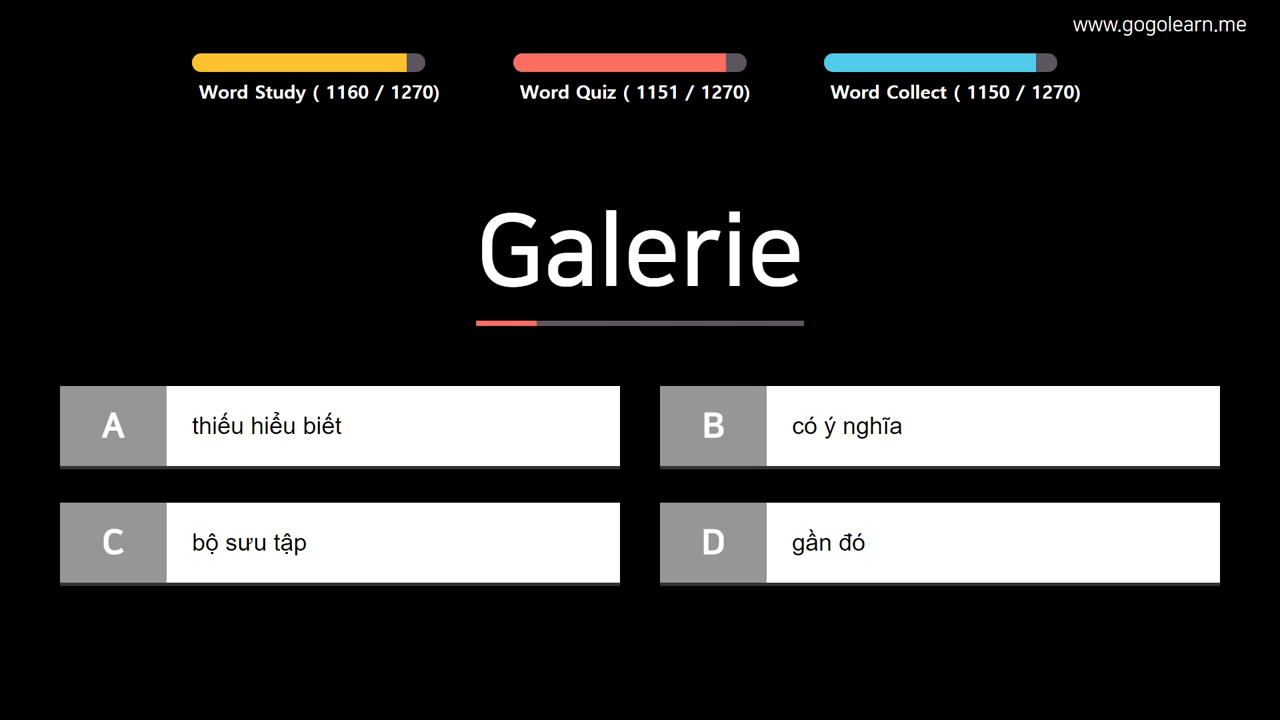 www.gogolearn.me
Word Study ( 1160 / 1270)
Word Quiz ( 1151 / 1270)
Word Collect ( 1150 / 1270)
Galerie
A thiếu hiểu biết
B có ý nghĩa
C bộ sưu tập
D gần đó